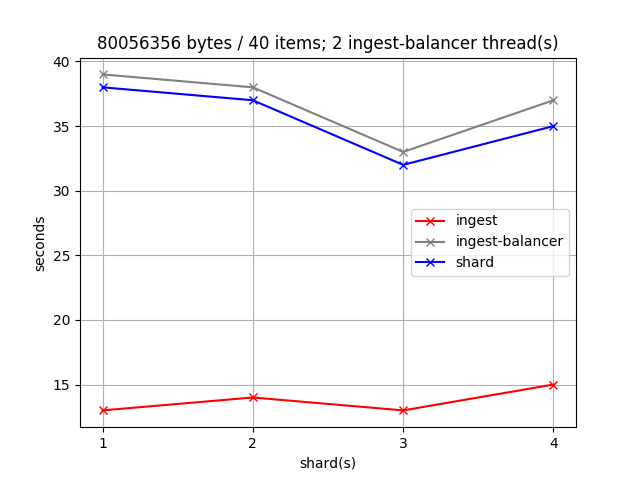 80056356 bytes / 40 items; 2 ingest-balancer thread(s)
40
35
30
25
20
15
seconds
ingest
ingest-balancer
shard
1 2 3 4
shard(s)